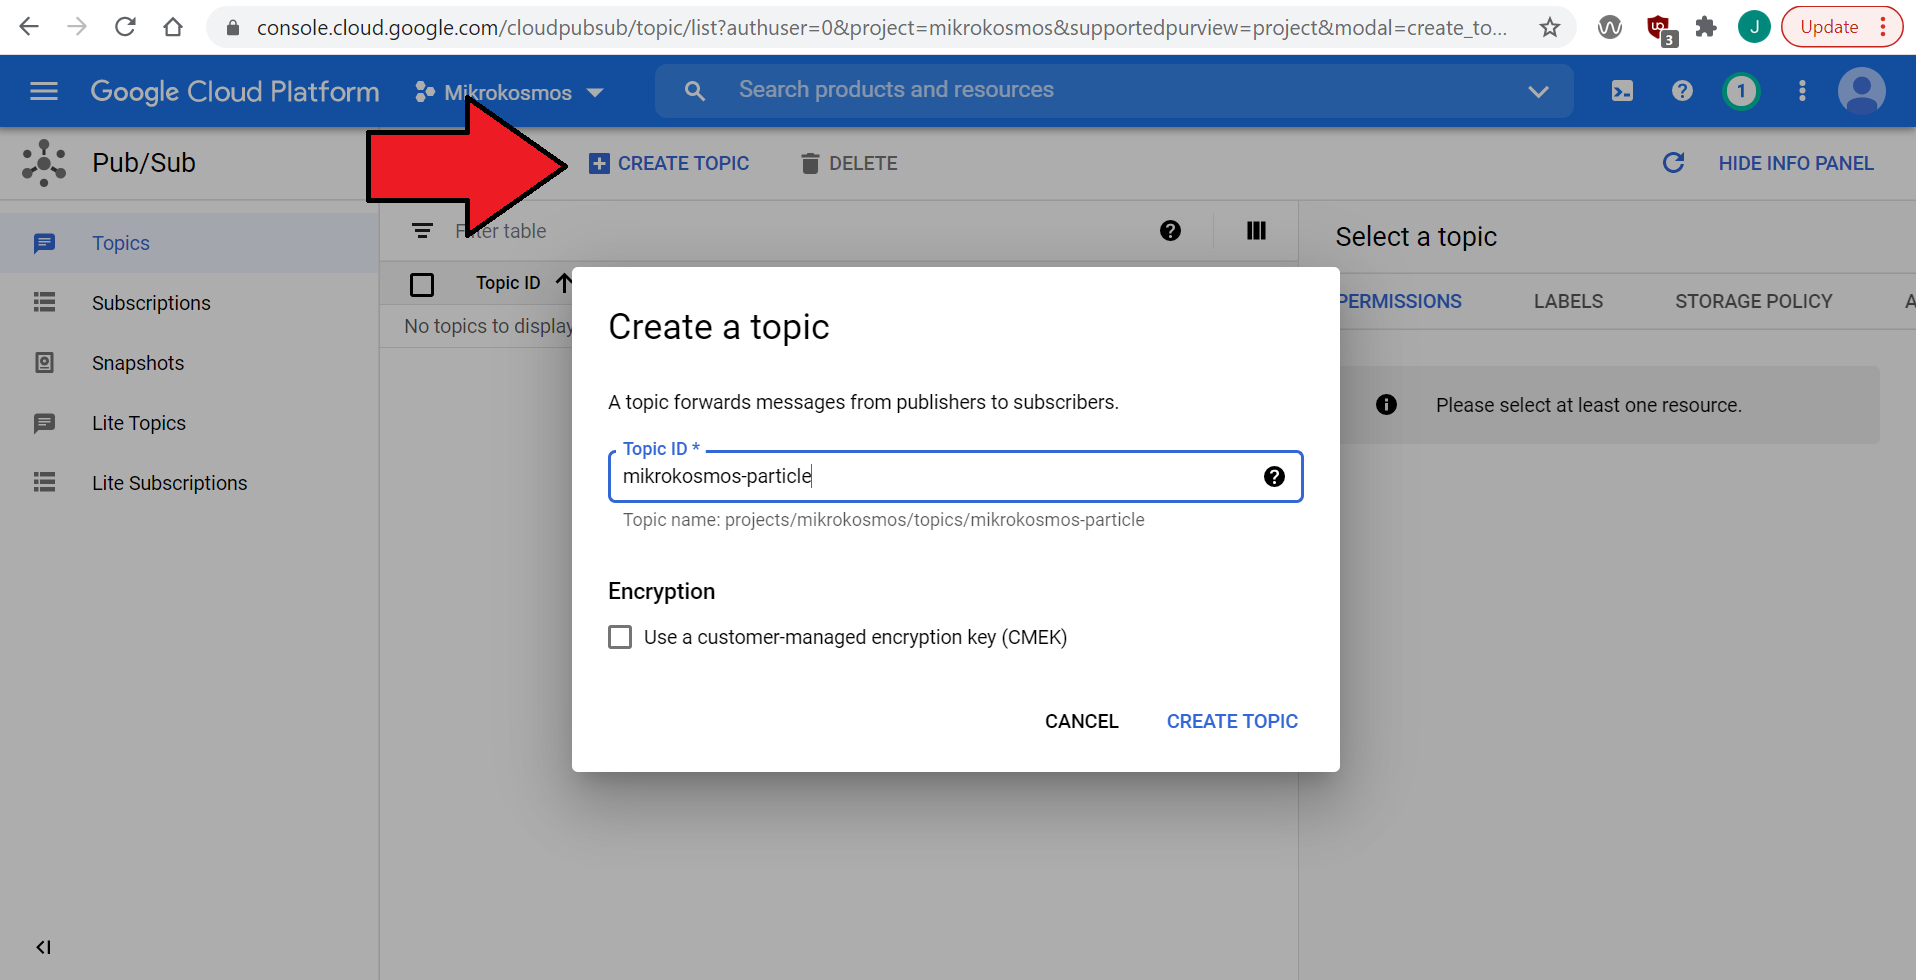 console.cloud.google.com/cloudpubsub/topic/list?authuser=0&project=mikrokosmos&supportedpurview=project&modal=create_to...
3
J
Update
Google Cloud Platform
Mikrokosmos
Search products and resources
1
Pub/Sub
CREATE TOPIC
DELETE
HIDE INFO PANEL
Topics
Subscriptions
Snapshots
Lite Topics
Lite Subscriptions
Filter table
Topic ID
No topics to display
Select a topic
PERMISSIONS
LABELS
STORAGE POLICY
A
Please select at least one resource.
Create a topic
A topic forwards messages from publishers to subscribers.
Topic ID *
mikrokosmos-particle
Topic name: projects/mikrokosmos/topics/mikrokosmos-particle
Encryption
Use a customer-managed encryption key (CMEK)
CANCEL
CREATE TOPIC